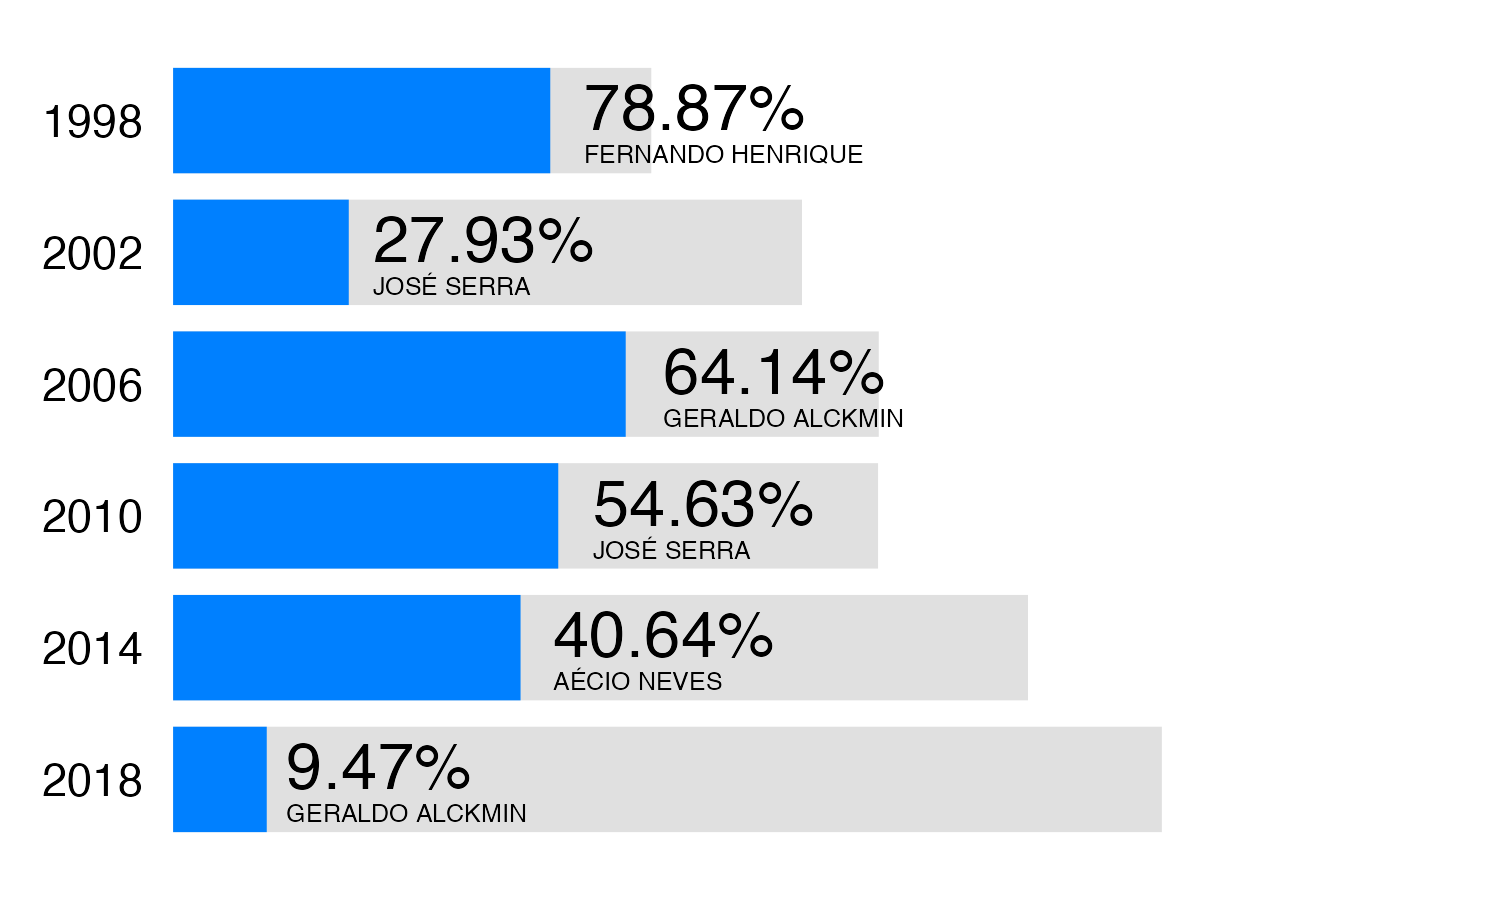 1998
78.87%
FERNANDO HENRIQUE
2002
27.93%
JOSÉ SERRA
2006
64.14%
GERALDO ALCKMIN
2010
54.63%
JOSÉ SERRA
2014
40.64%
AÉCIO NEVES
2018
9.47%
GERALDO ALCKMIN